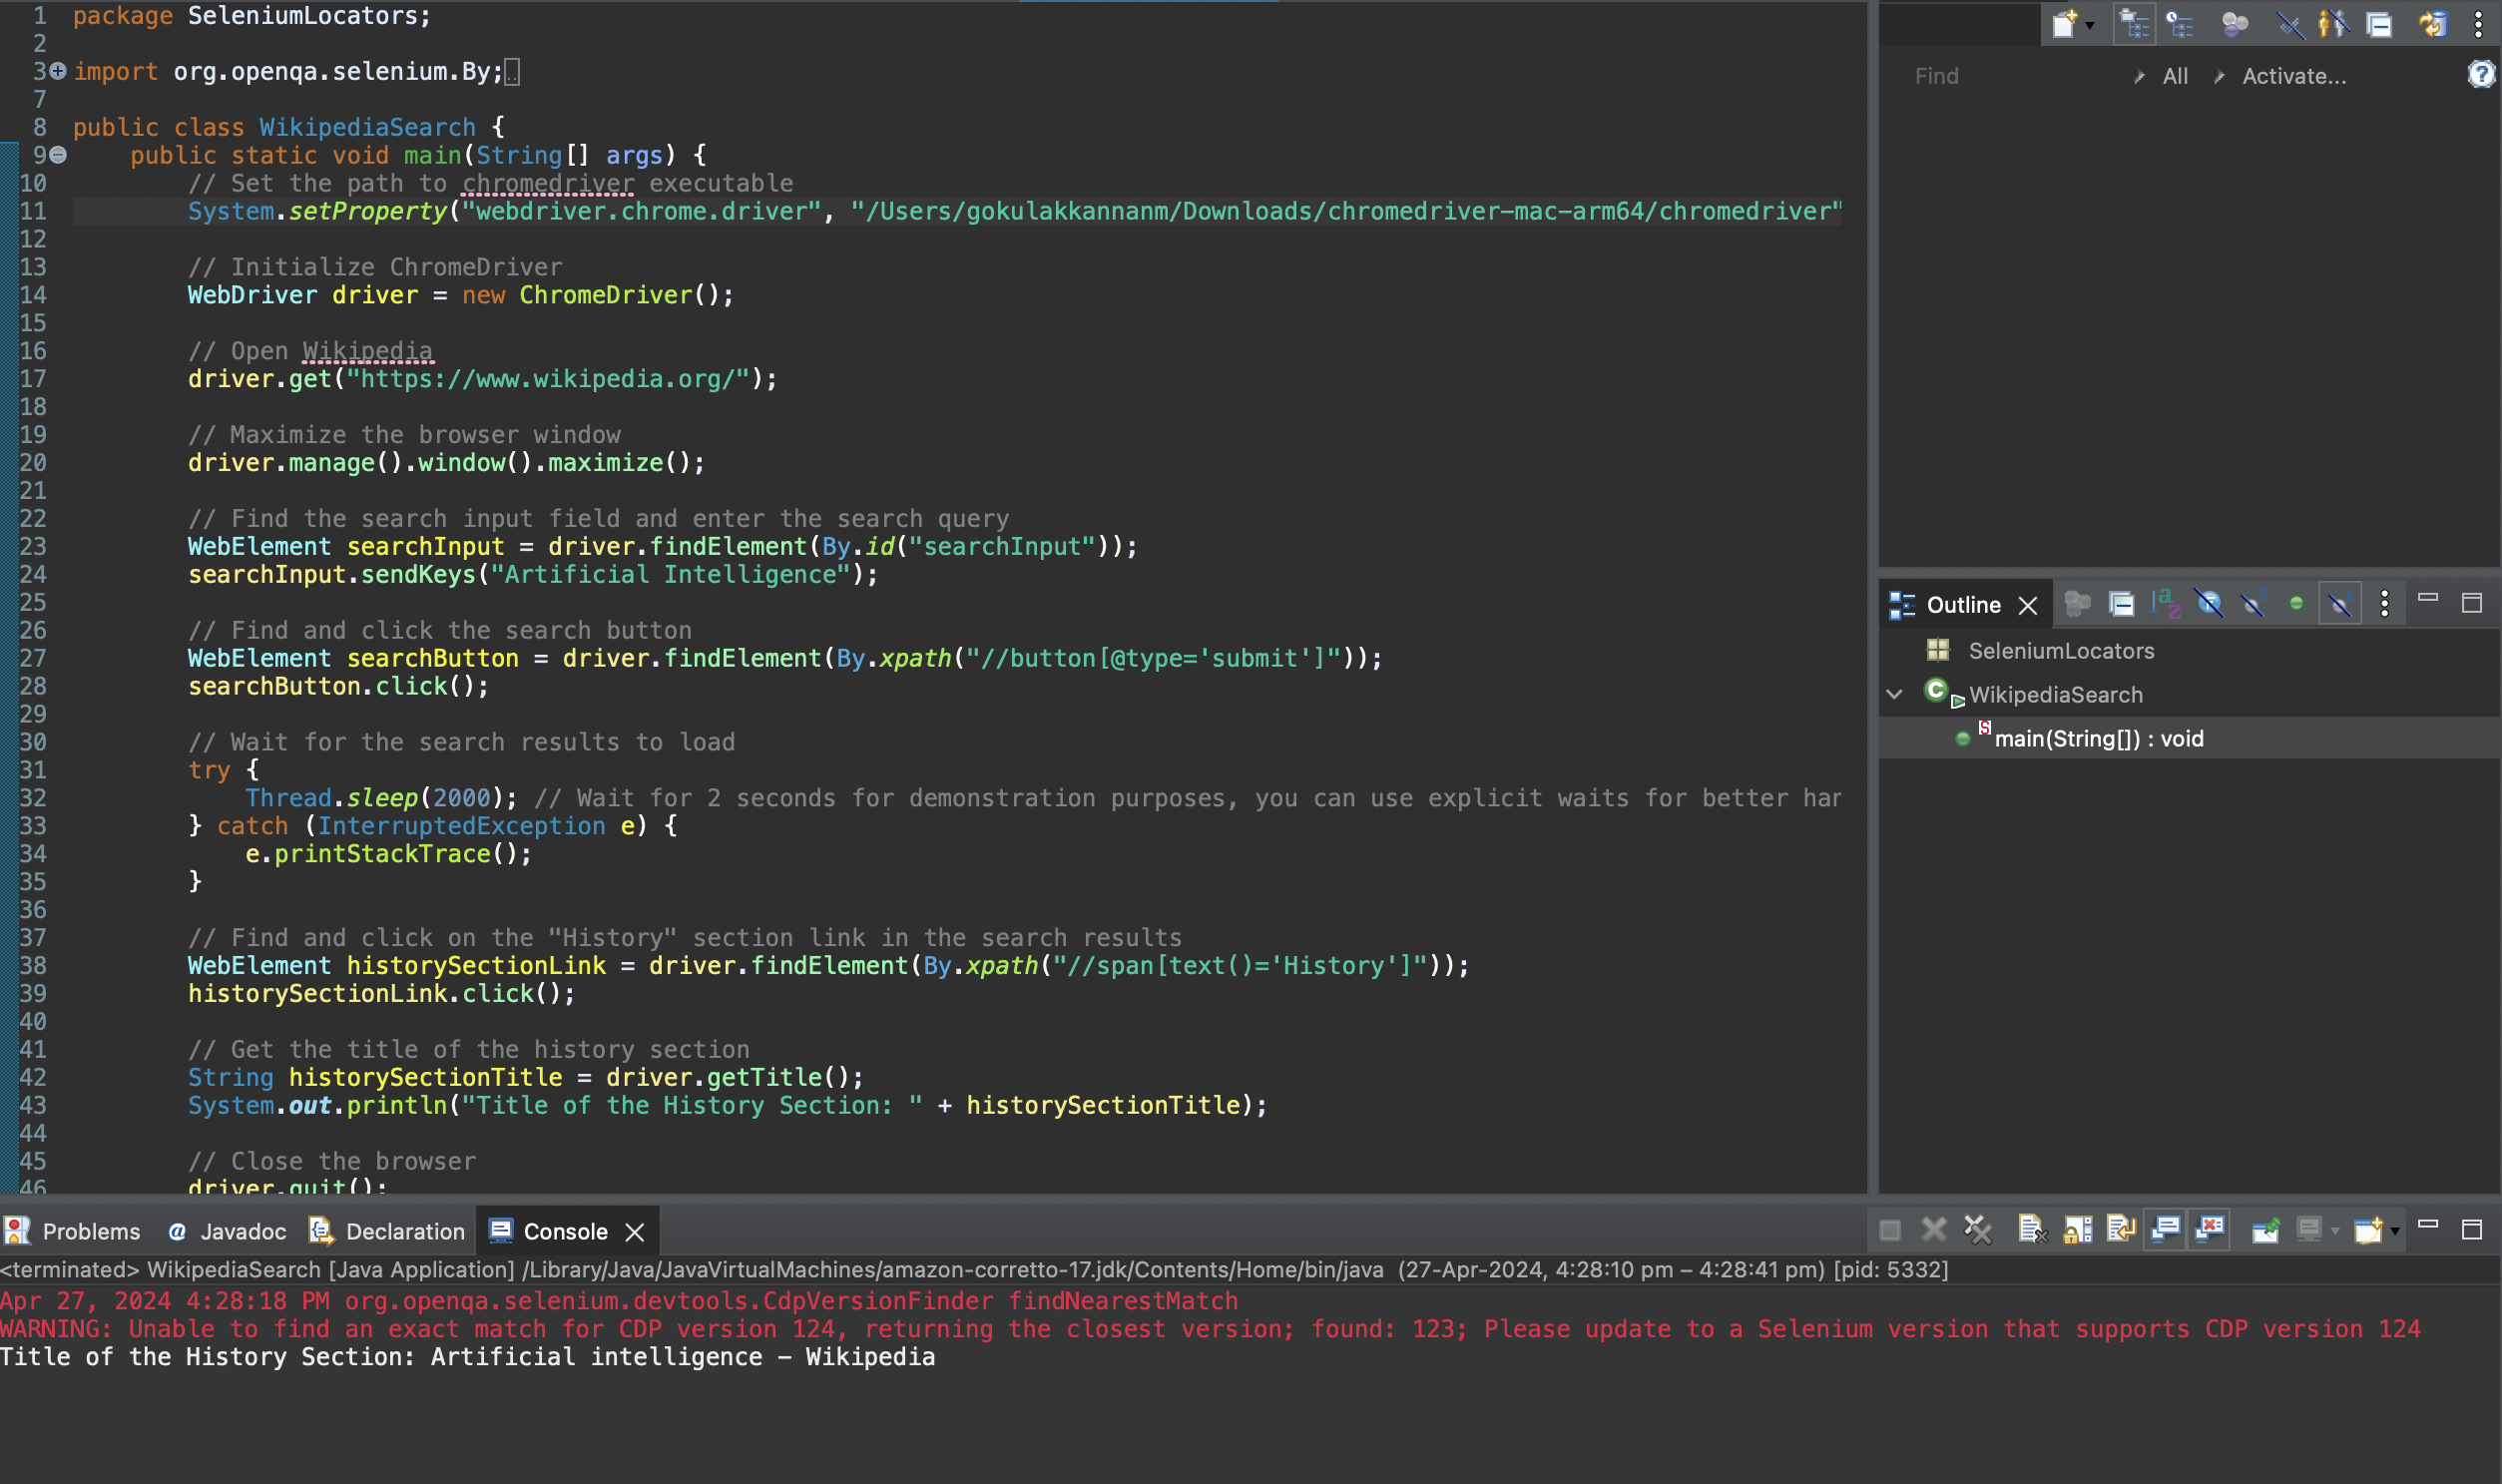 1 package SeleniumLocators;
2
3 import org.openqa.selenium.By;
7
8 public class WikipediaSearch {
9     public static void main(String[] args) {
10         // Set the path to chromedriver executable
11         System.setProperty("webdriver.chrome.driver", "/Users/gokulakkannanm/Downloads/chromedriver-mac-arm64/chromedriver"
12
13         // Initialize ChromeDriver
14         WebDriver driver = new ChromeDriver();
15
16         // Open Wikipedia
17         driver.get("https://www.wikipedia.org/");
18
19         // Maximize the browser window
20         driver.manage().window().maximize();
21
22         // Find the search input field and enter the search query
23         WebElement searchInput = driver.findElement(By.id("searchInput"));
24         searchInput.sendKeys("Artificial Intelligence");
25
26         // Find and click the search button
27         WebElement searchButton = driver.findElement(By.xpath("//button[@type='submit']"));
28         searchButton.click();
29
30         // Wait for the search results to load
31         try {
32             Thread.sleep(2000); // Wait for 2 seconds for demonstration purposes, you can use explicit waits for better
33         } catch (InterruptedException e) {
34             e.printStackTrace();
35         }
36
37         // Find and click on the "History" section link in the search results
38         WebElement historySectionLink = driver.findElement(By.xpath("//span[text()='History']"));
39         historySectionLink.click();
40
41         // Get the title of the history section
42         String historySectionTitle = driver.getTitle();
43         System.out.println("Title of the History Section: " + historySectionTitle);
44
45         // Close the browser
46         driver.quit();
Find All Activate...
Outline
SeleniumLocators
WikipediaSearch
main(String[]) : void
Problems Javadoc Declaration Console
<terminated> WikipediaSearch [Java Application] /Library/Java/JavaVirtualMachines/amazon-corretto-17.jdk/Contents/Home/bin/java (27-Apr-2024, 4:28:10 pm – 4:28:41 pm) [pid: 5332]
Apr 27, 2024 4:28:18 PM org.openqa.selenium.devtools.CdpVersionFinder findNearestMatch
WARNING: Unable to find an exact match for CDP version 124, returning the closest version; found: 123; Please update to a Selenium version that supports CDP version 124
Title of the History Section: Artificial intelligence - Wikipedia